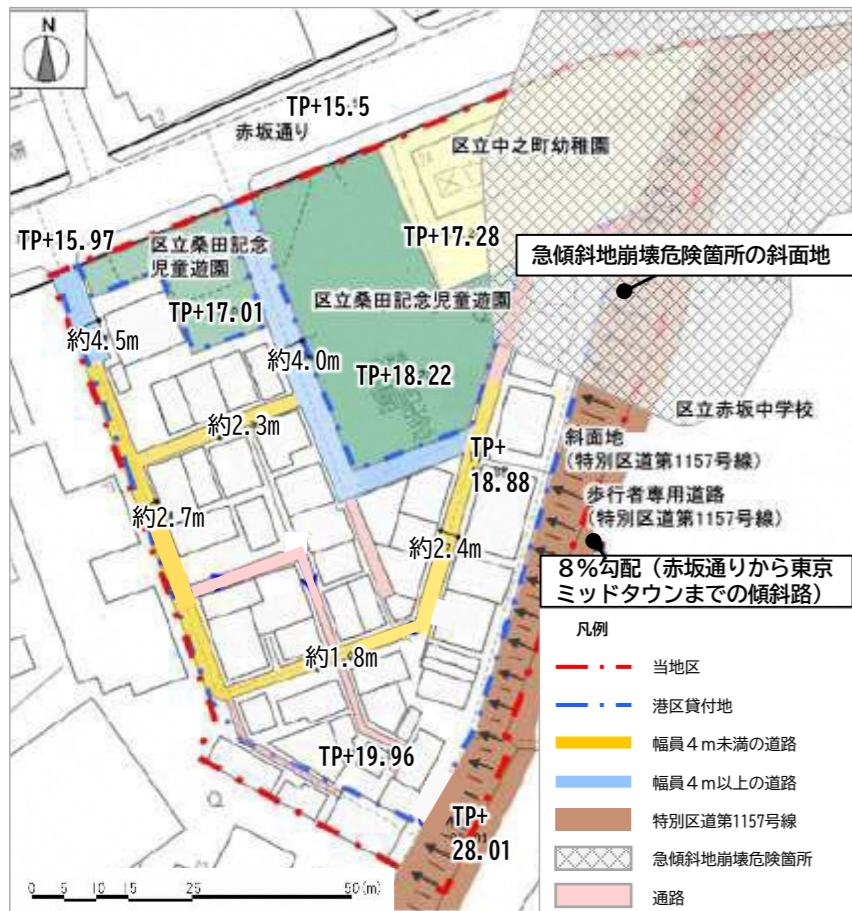 N
TP+15.5
赤坂通り
区立中之町幼稚園
TP+15.97
区立桑田記念
児童遊園
TP+17.28
急傾斜地崩壊危険箇所の斜面地
TP+17.01
区立桑田記念児童遊園
約4.5m
約4.0m
TP+18.22
区立赤坂中学校
約2.3m
斜面地
(特別区道第1157号線)
TP+
18.88
歩行者専用道路
(特別区道第1157号線)
約2.7m
約2.4m
8%勾配(赤坂通りから東京
ミッドタウンまでの傾斜路)
約1.8m
TP+19.96
TP+
28.01
凡例
当地区
港区貸付地
幅員4m未満の道路
幅員4m以上の道路
特別区道第1157号線
急傾斜地崩壊危険箇所
通路
0 5 10 15 25 50(m)